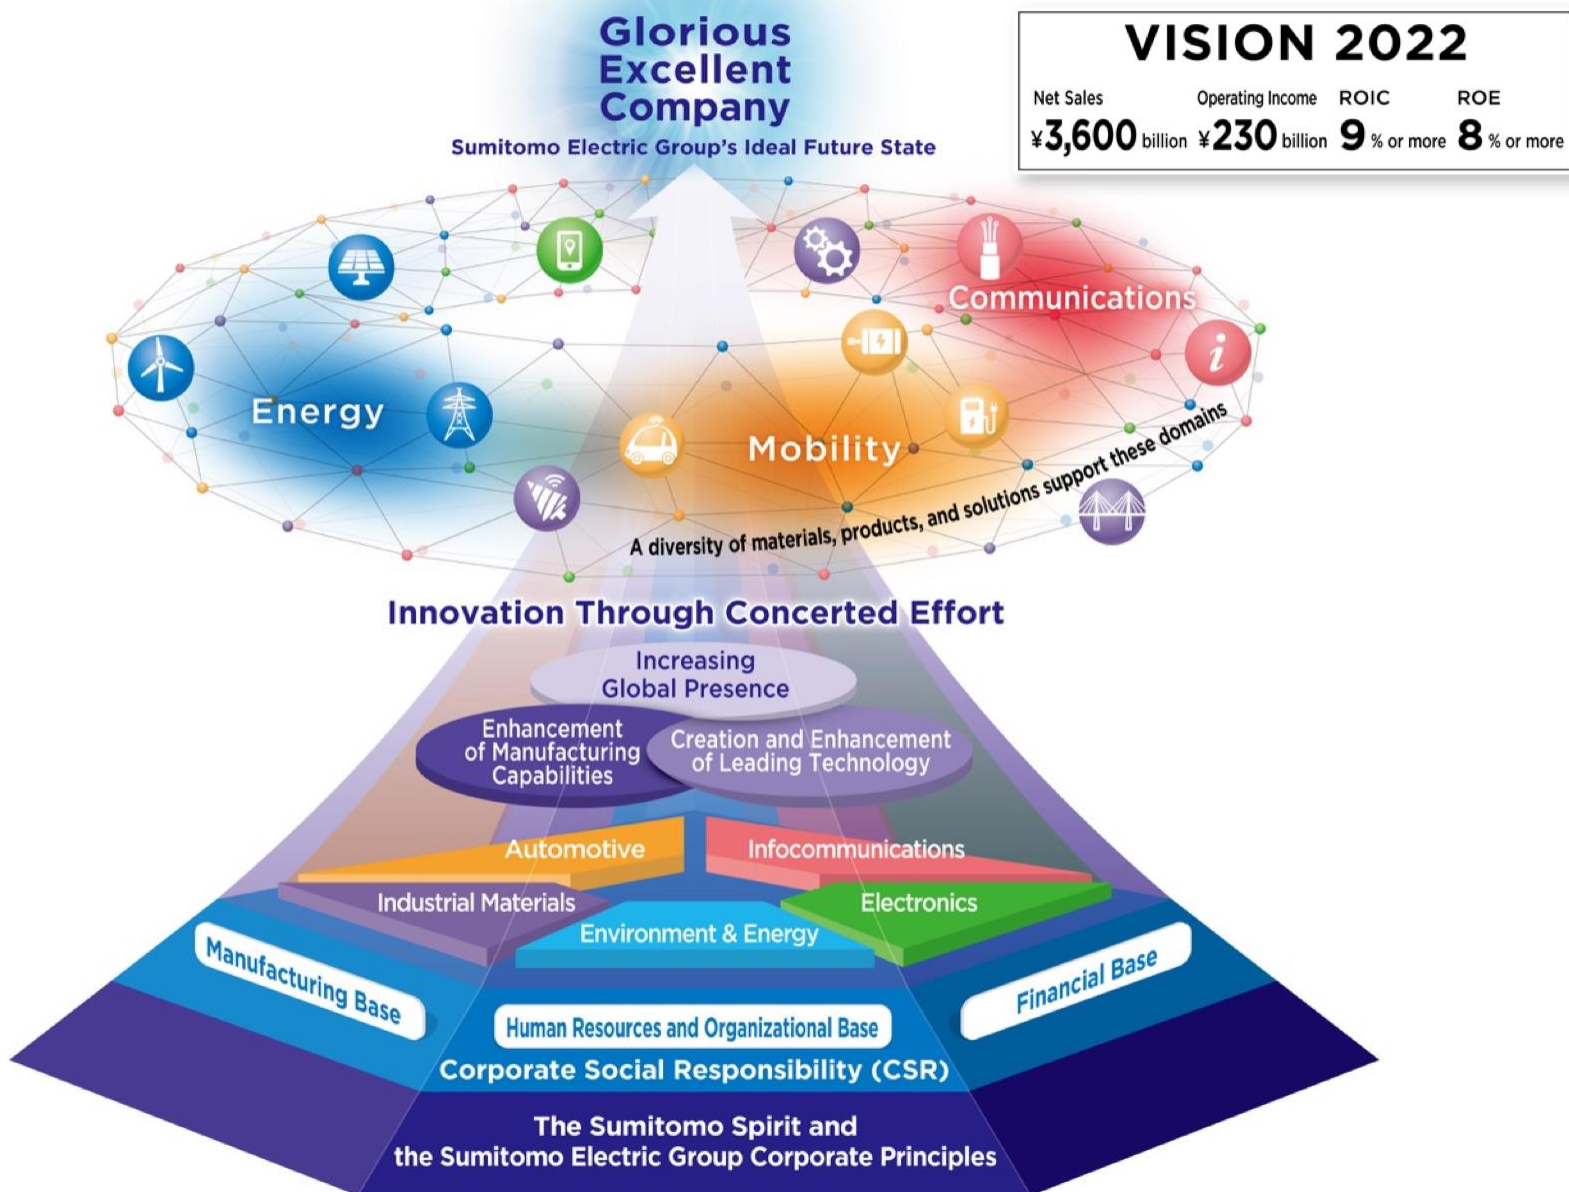 Glorious
Excellent
Company
Sumitomo Electric Group's Ideal Future State
VISION 2022
Net Sales
¥3,600 billion
Operating Income
¥230 billion
ROIC
9 % or more
ROE
8 % or more
Communications
i
Energy
Mobility
A diversity of materials, products, and solutions support these domains
Innovation Through Concerted Effort
Increasing
Global Presence
Enhancement
of Manufacturing
Capabilities
Creation and Enhancement
of Leading Technology
Automotive
Infocommunications
Industrial Materials
Electronics
Environment & Energy
Manufacturing Base
Human Resources and Organizational Base
Financial Base
Corporate Social Responsibility (CSR)
The Sumitomo Spirit and
the Sumitomo Electric Group Corporate Principles